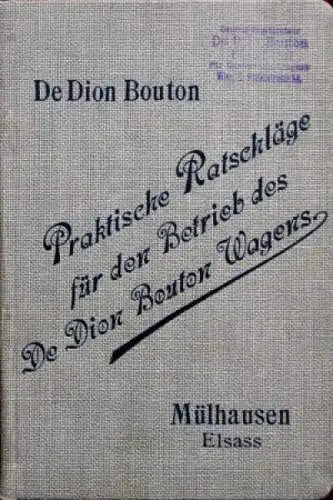 De Dion Bouton
Praktische Ratschläge
für den Betrieb des
De Dion Bouton Wagens
Mülhausen
Elsass